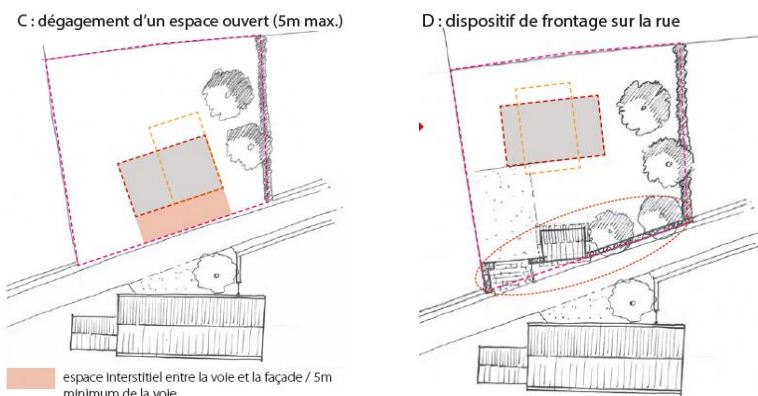 C : dégagement d'un espace ouvert (5m max.)
D : dispositif de frontage sur la rue
espace interstitiel entre la voie et la façade / 5m
minimum de la voie